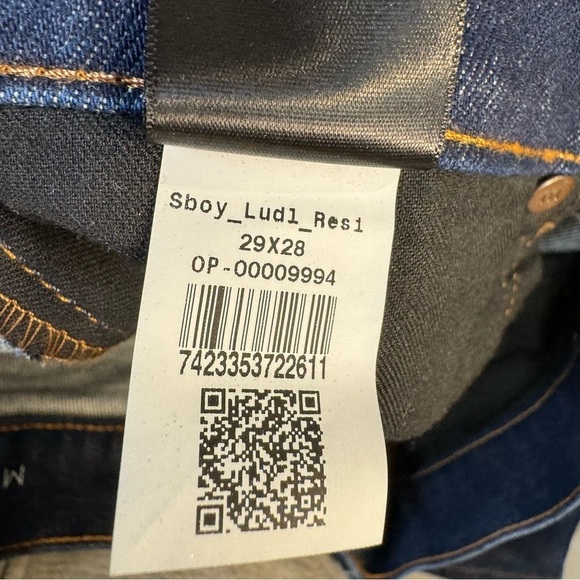 Sboy_Ludl_Resi
29X28
OP-00009994
7423353722611
M